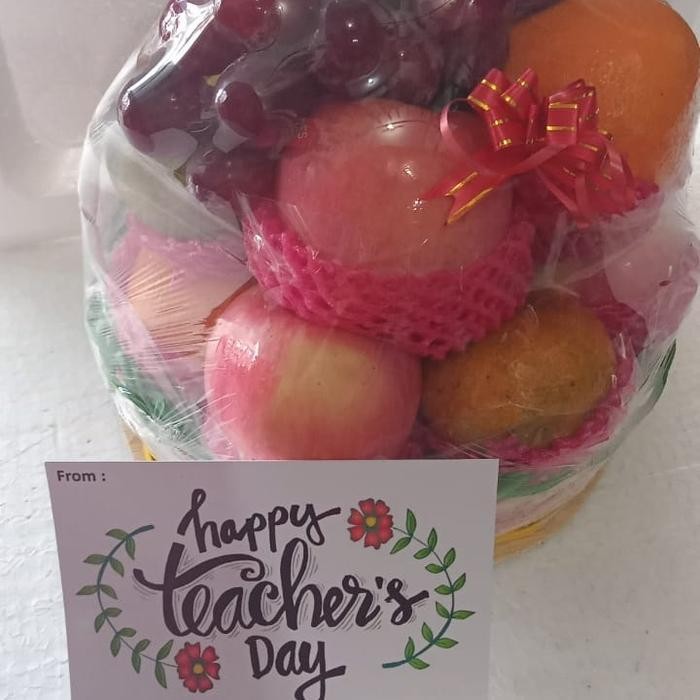 From :
happy
teacher's
Day